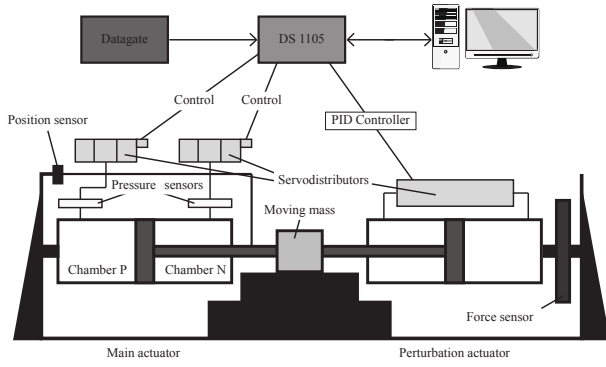 Datagate
DS 1105
Control
Control
Position sensor
PID Controller
Pressure sensors
Servodistributors
Moving mass
Chamber P
Chamber N
Force sensor
Main actuator
Perturbation actuator